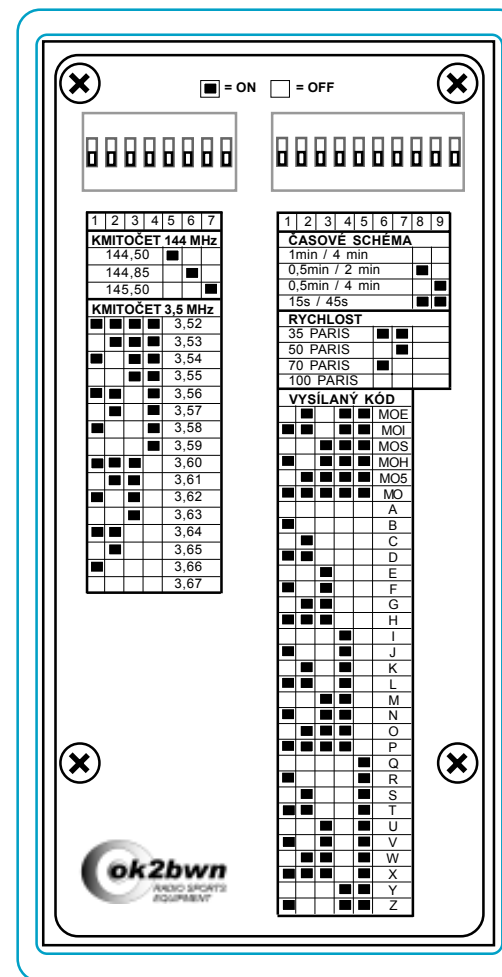 = ON = OFF
1 2 3 4 5 6 7
KMITOČET 144 MHz
144,50
144,85
145,50
KMITOČET 3,5 MHz
3,52
3,53
3,54
3,55
3,56
3,57
3,58
3,59
3,60
3,61
3,62
3,63
3,64
3,65
3,66
3,67
1 2 3 4 5 6 7 8 9
ČASOVÉ SCHÉMA
1min / 4 min
0,5min / 2 min
0,5min / 4 min
15s / 45s
RYCHLOST
35 PARIS
50 PARIS
70 PARIS
100 PARIS
VYSÍLANÝ KÓD
MOE
MOI
MOS
MOH
MO5
MO
A
B
C
D
E
F
G
H
I
J
K
L
M
N
O
P
Q
R
S
T
U
V
W
X
Y
Z
ok2bwn
RADIO SPORTS
EQUIPMENT